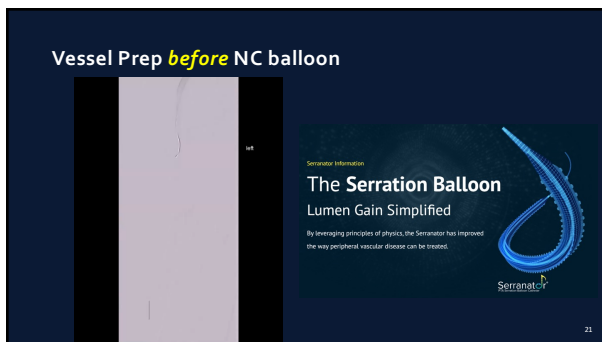 Vessel Prep before NC balloon
left
Serranator Information
The Serration Balloon
Lumen Gain Simplified
By leveraging principles of physics, the Serranator has improved
the way peripheral vascular disease can be treated.
Serranator
21